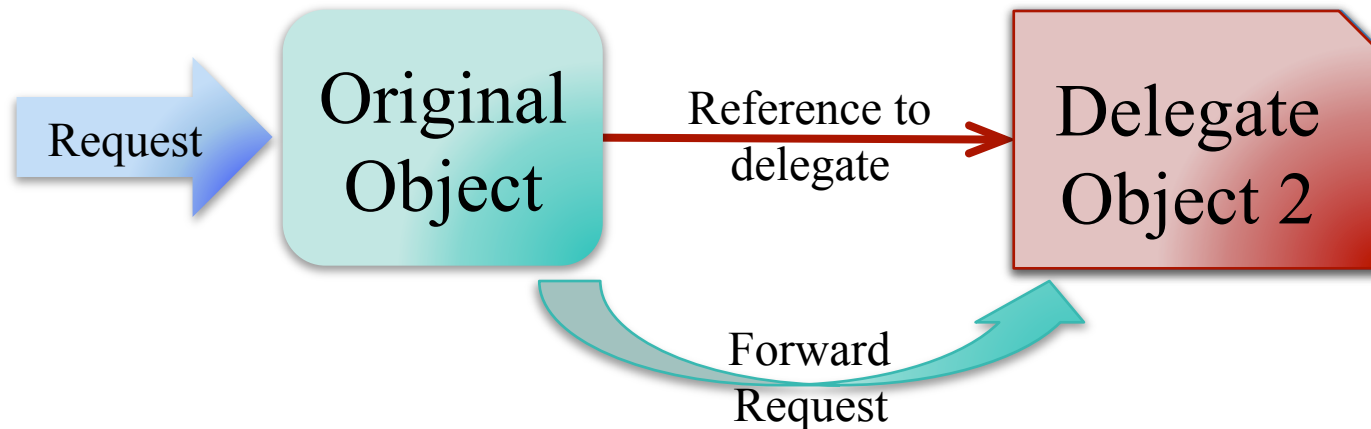 Request
Original
Object
Reference to
delegate
Delegate
Object 2
Forward
Request